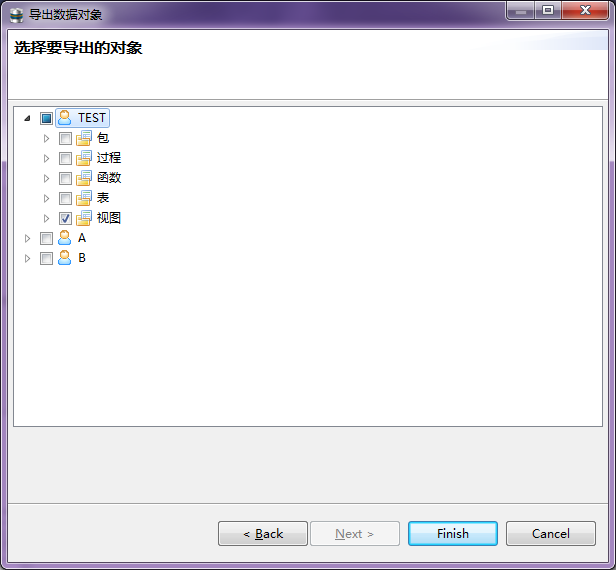 导出数据对象
选择要导出的对象
TEST
包
过程
函数
表
视图
A
B
< Back
Next >
Finish
Cancel